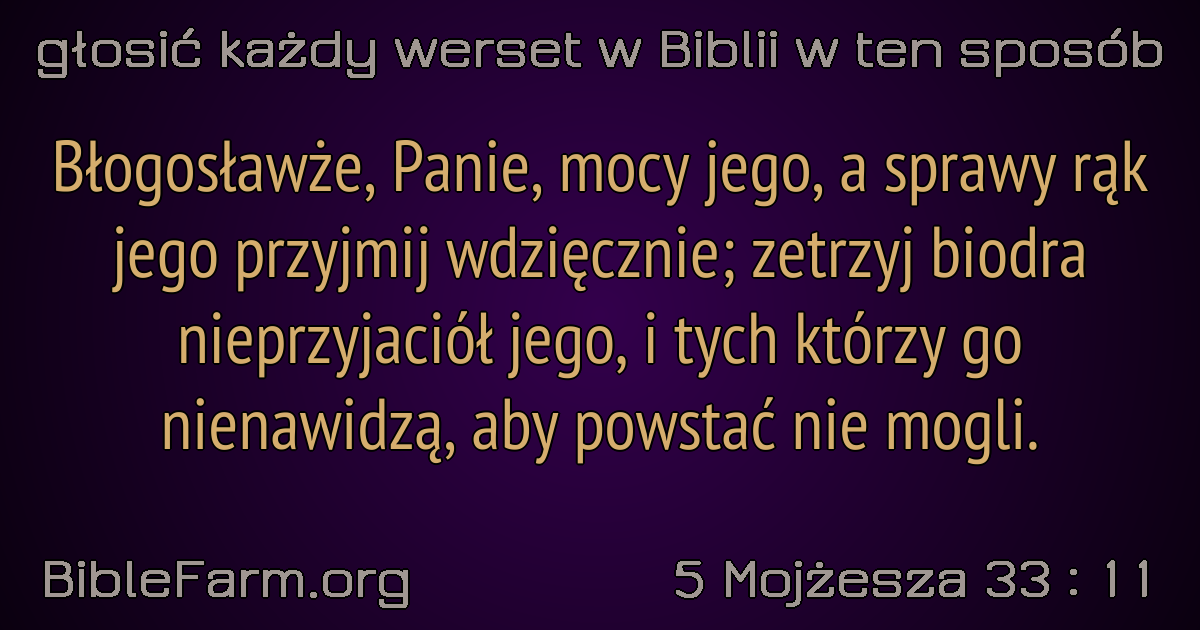 głosić każdy werset w Biblii w ten sposób
Błogosławże, Panie, mocy jego, a sprawy rąk
jego przyjmij wdzięcznie; zetrzyj biodra
nieprzyjaciół jego, i tych którzy go
nienawidzą, aby powstać nie mogli.
BibleFarm.org
5 Mojżesza 33 : 11